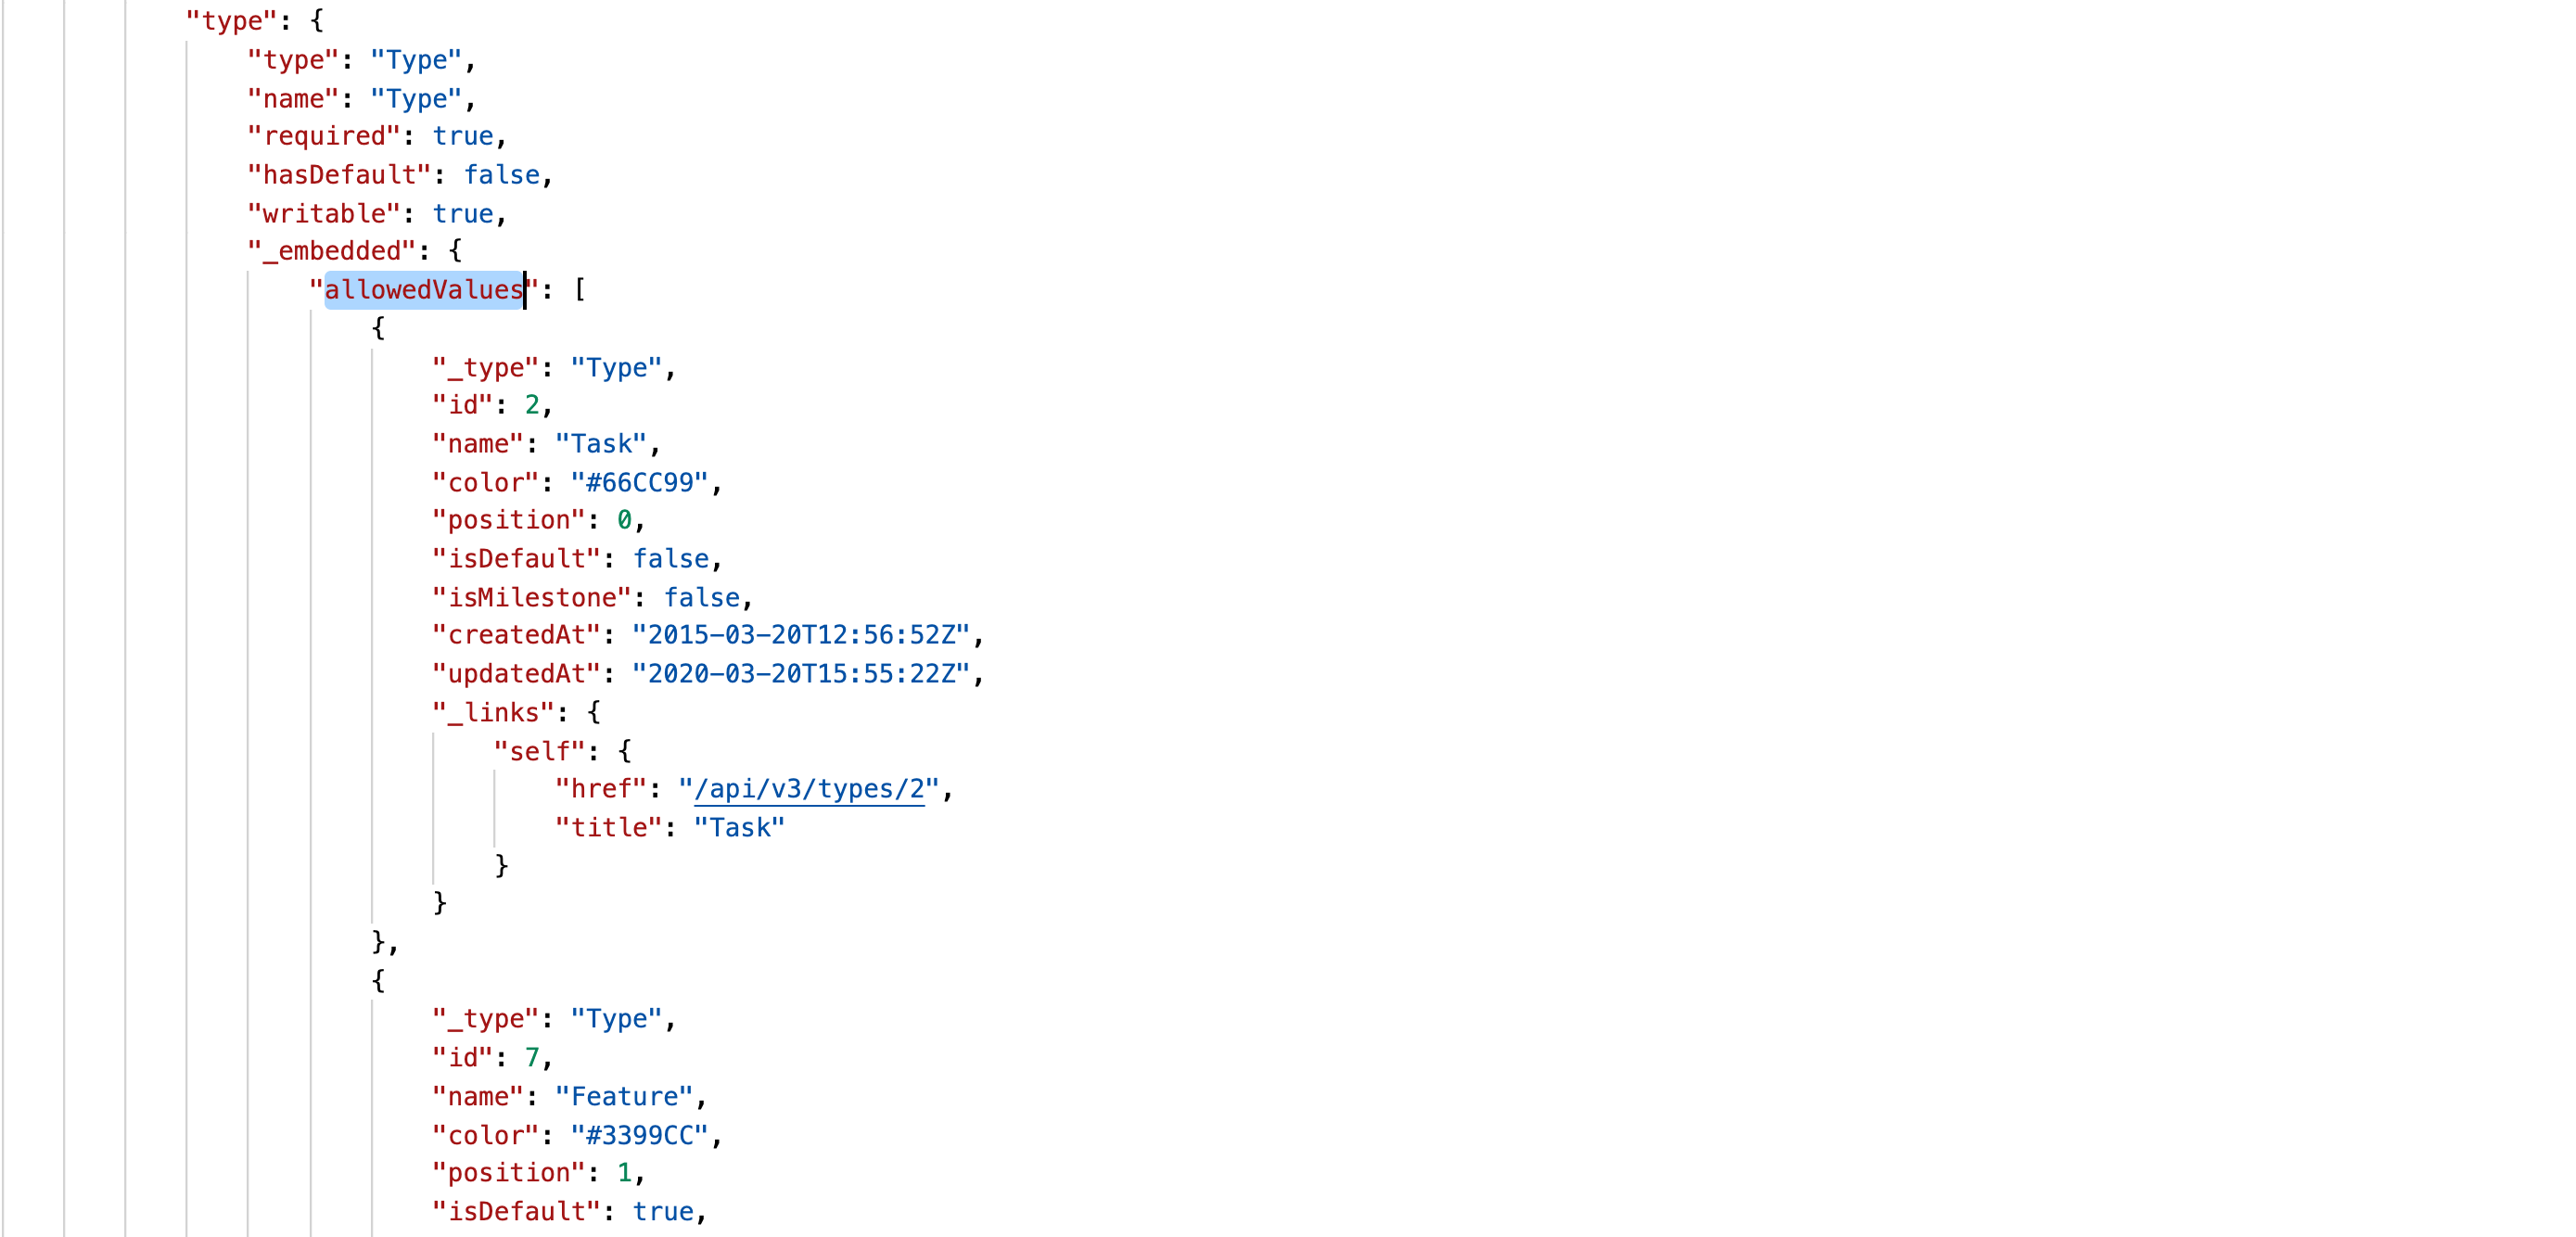 "type": {
"type": "Type",
"name": "Type",
"required": true,
"hasDefault": false,
"writable": true,
"_embedded": {
"allowedValues": [
{
"_type": "Type",
"id": 2,
"name": "Task",
"color": "#66CC99",
"position": 0,
"isDefault": false,
"isMilestone": false,
"createdAt": "2015-03-20T12:56:52Z",
"updatedAt": "2020-03-20T15:55:22Z",
"_links": {
"self": {
"href": "/api/v3/types/2",
"title": "Task"
}
}
},
{
"_type": "Type",
"id": 7,
"name": "Feature",
"color": "#3399CC",
"position": 1,
"isDefault": true,